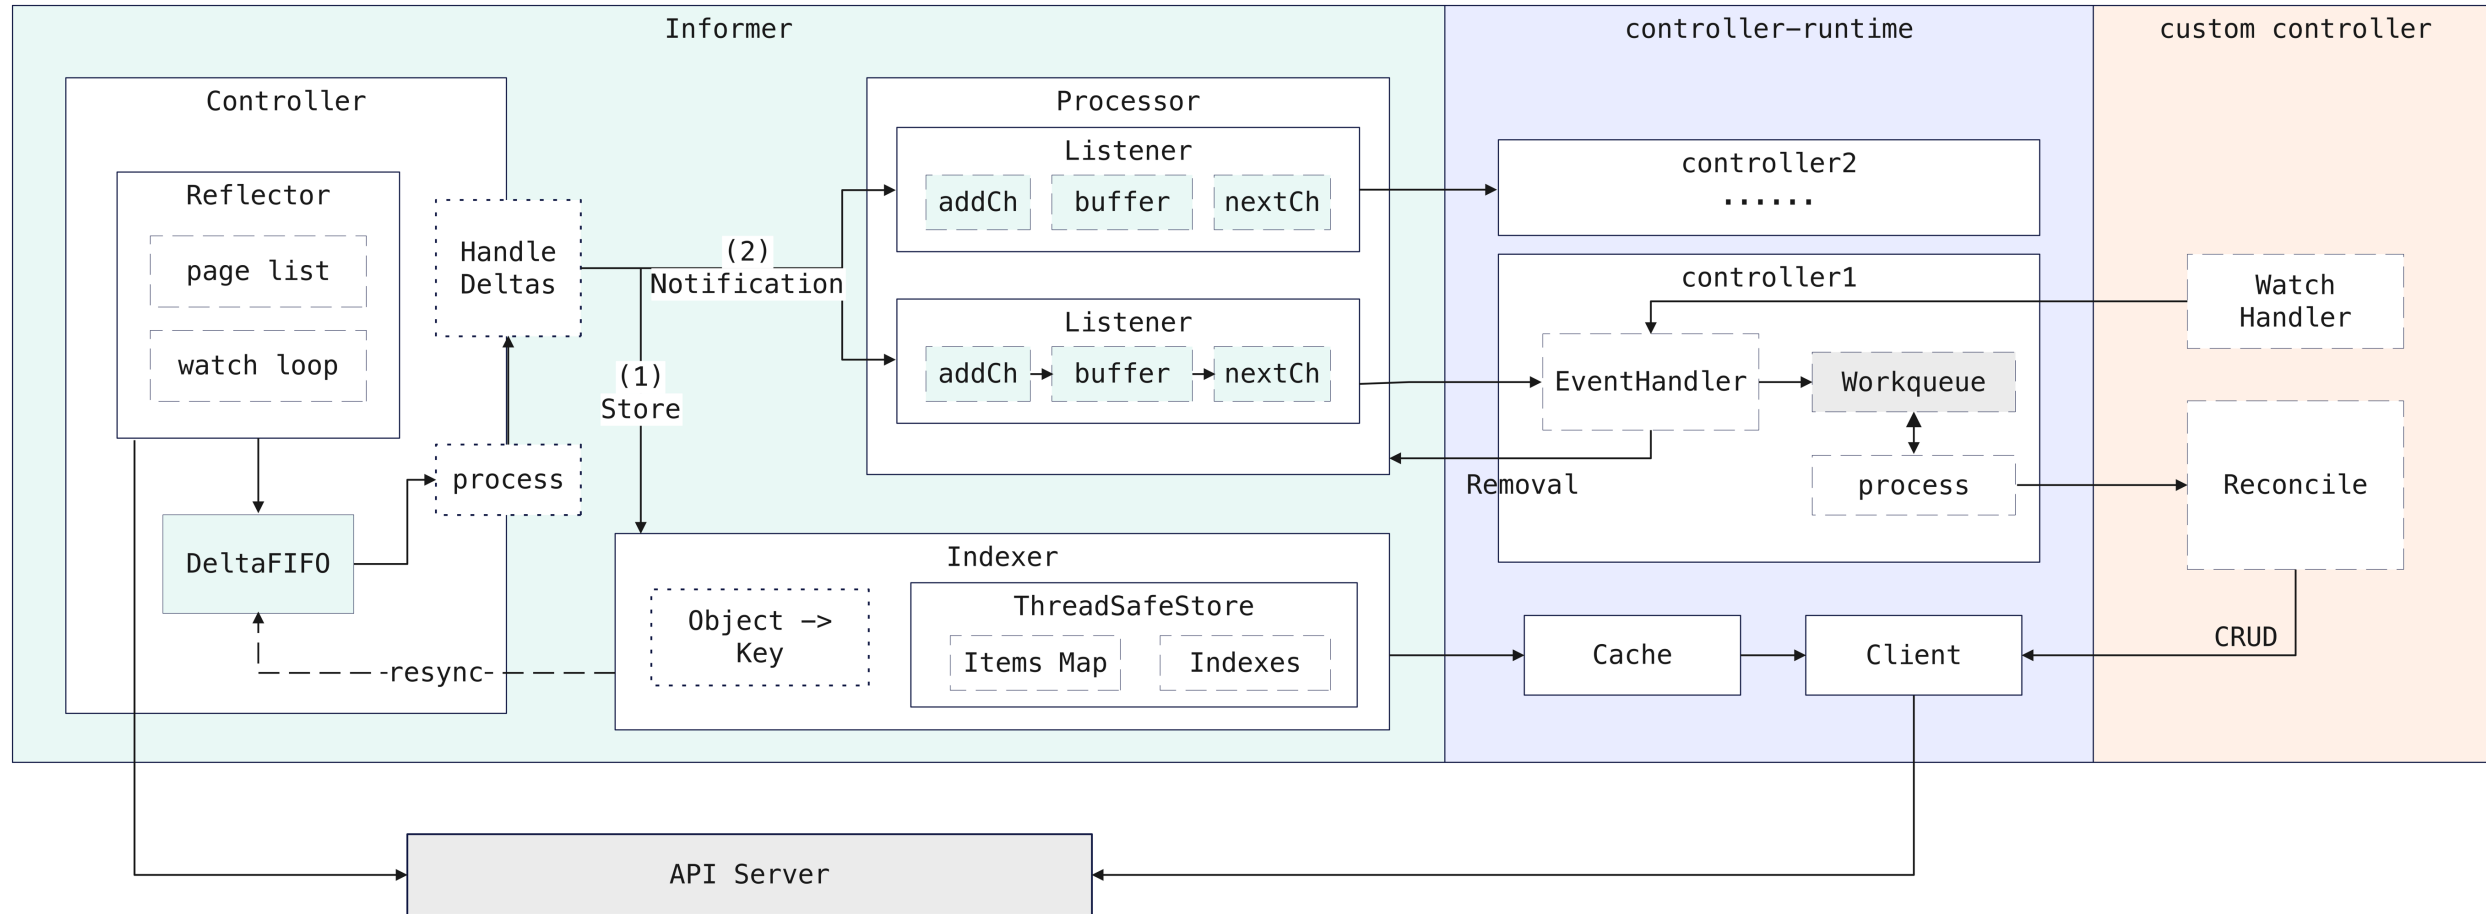 Informer
controller-runtime
custom controller
Controller
Reflector
page list
watch loop
DeltaFIFO
Handle
Deltas
process
(2)
Notification
(1)
Store
resync
Processor
Listener
addCh
buffer
nextCh
Listener
addCh
buffer
nextCh
Indexer
Object ->
Key
ThreadSafeStore
Items Map
Indexes
controller2
......
controller1
EventHandler
Workqueue
process
Removal
Cache
Client
Watch
Handler
Reconcile
CRUD
API Server